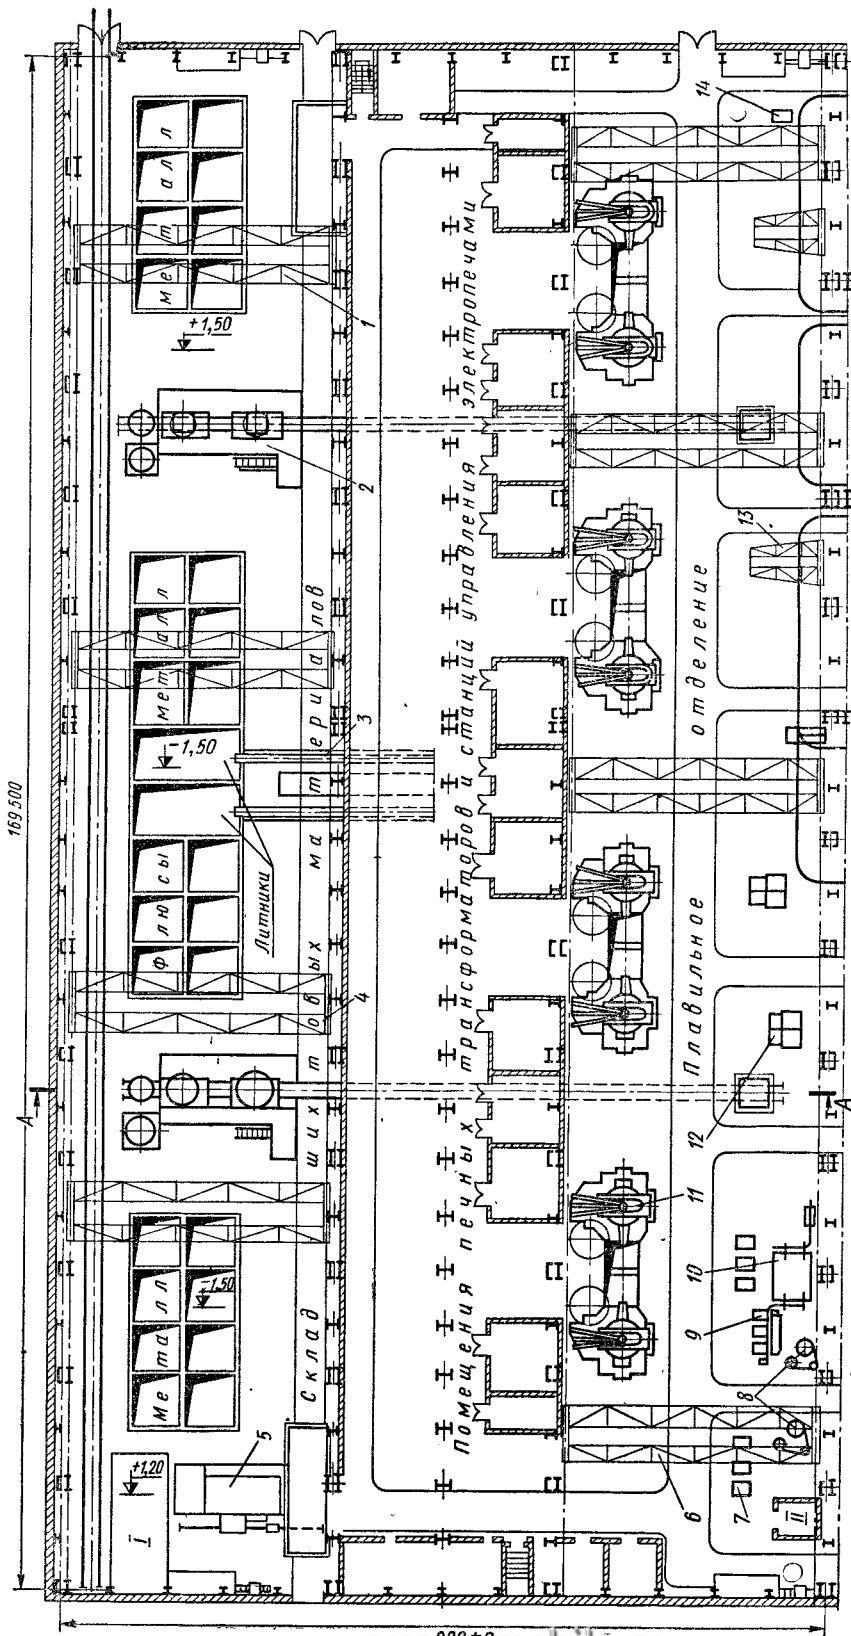 169 500
Металл
+1,50
1
2
металл
-1,50
3
флюсы
Литники
4
Металл
-1,50
5
+1,20
I
Склад шихтовых материалов
Помещения печных трансформаторов и станций управления электропечами
Плавильное отделение
A
A
6
7
8
9
10
11
12
13
14
II